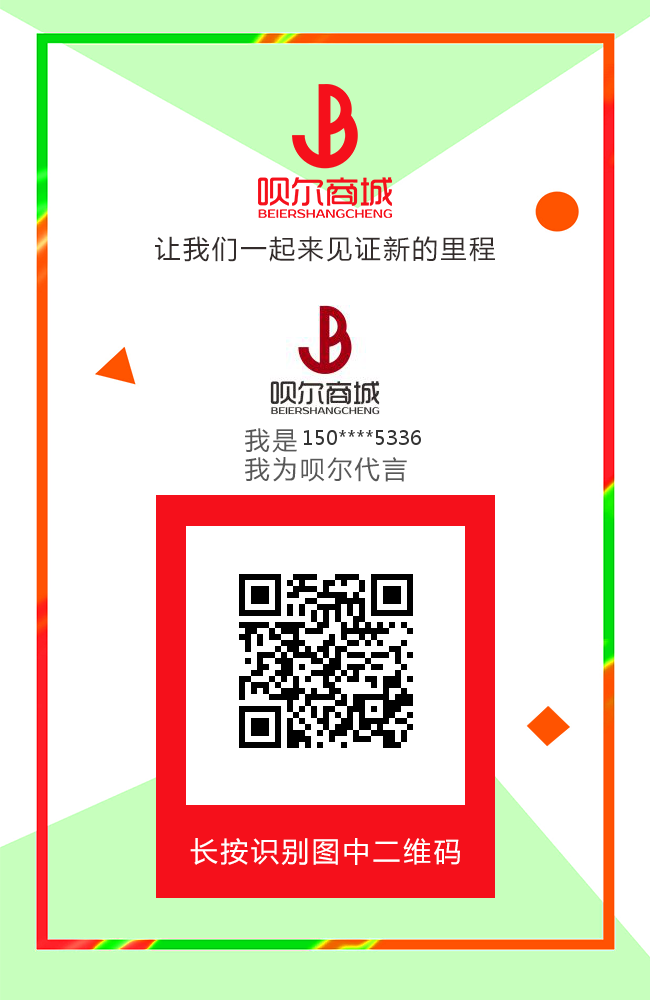 呗尔商城
BEIERSHANGCHENG
让我们一起来见证新的里程
呗尔商城
BEIERSHANGCHENG
我是 150****5336
我为呗尔代言
长按识别图中二维码